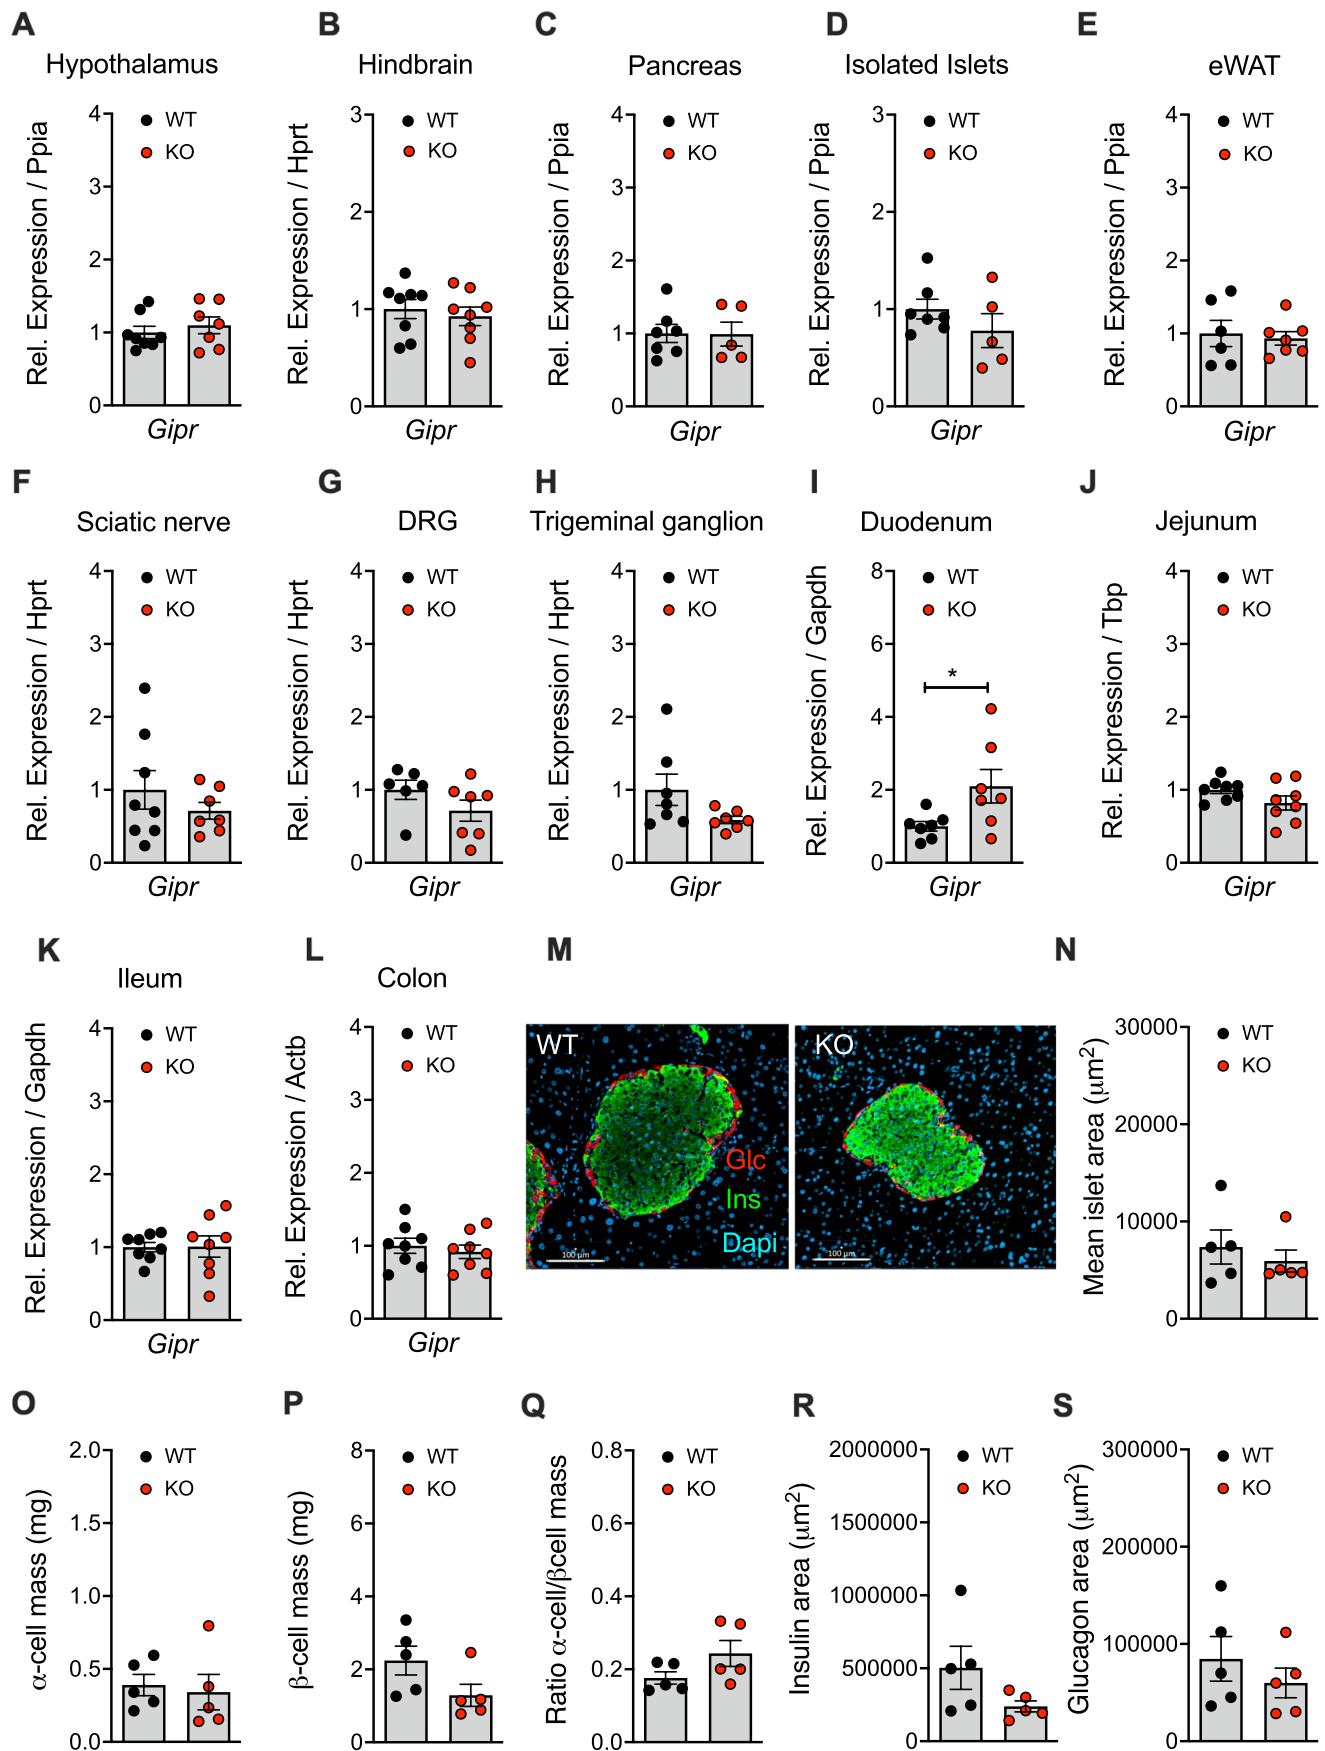 A
Hypothalamus
Rel. Expression / Ppia
4
3
2
1
0
WT
KO
Gipr
B
Hindbrain
Rel. Expression / Hprt
3
2
1
0
WT
KO
Gipr
C
Pancreas
Rel. Expression / Ppia
4
3
2
1
0
WT
KO
Gipr
D
Isolated Islets
Rel. Expression / Ppia
3
2
1
0
WT
KO
Gipr
E
eWAT
Rel. Expression / Ppia
4
3
2
1
0
WT
KO
Gipr
F
Sciatic nerve
Rel. Expression / Hprt
4
3
2
1
0
WT
KO
Gipr
G
DRG
Rel. Expression / Hprt
4
3
2
1
0
WT
KO
Gipr
H
Trigeminal ganglion
Rel. Expression / Hprt
4
3
2
1
0
WT
KO
Gipr
I
Duodenum
Rel. Expression / Gapdh
8
6
4
2
0
WT
KO
*
Gipr
J
Jejunum
Rel. Expression / Tbp
4
3
2
1
0
WT
KO
Gipr
K
Ileum
Rel. Expression / Gapdh
4
3
2
1
0
WT
KO
Gipr
L
Colon
Rel. Expression / Actb
4
3
2
1
0
WT
KO
Gipr
M
WT
Glc
Ins
Dapi
100 µm
KO
100 µm
N
Mean islet area (µm²)
30000
20000
10000
0
WT
KO
O
α-cell mass (mg)
2.0
1.5
1.0
0.5
0.0
WT
KO
P
β-cell mass (mg)
8
6
4
2
0
WT
KO
Q
Ratio α-cell/βcell mass
0.8
0.6
0.4
0.2
0.0
WT
KO
R
Insulin area (µm²)
2000000
1500000
1000000
500000
0
WT
KO
S
Glucagon area (µm²)
300000
200000
100000
0
WT
KO